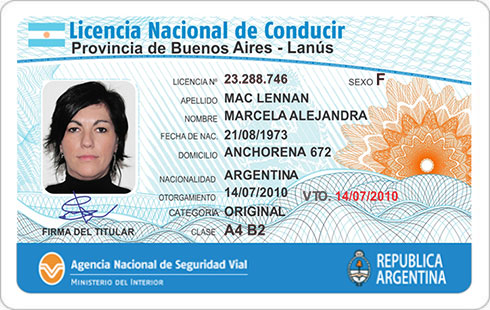 Licencia Nacional de Conducir
Provincia de Buenos Aires - Lanús
LICENCIA Nº 23.288.746 SEXO F
APELLIDO MAC LENNAN
NOMBRE MARCELA ALEJANDRA
FECHA DE NAC. 21/08/1973
DOMICILIO ANCHORENA 672
NACIONALIDAD ARGENTINA
OTORGAMIENTO 14/07/2010 VTO. 14/07/2010
CATEGORIA ORIGINAL
CLASE A4 B2
FIRMA DEL TITULAR
Agencia Nacional de Seguridad Vial
MINISTERIO DEL INTERIOR
REPUBLICA
ARGENTINA